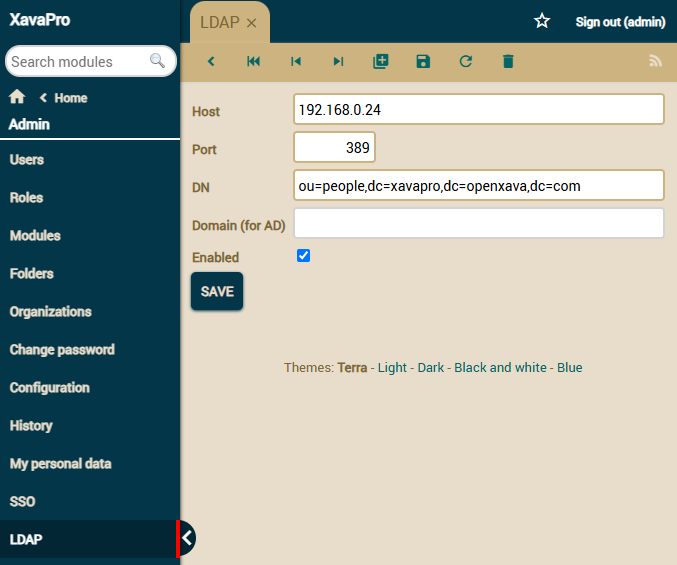 XavaPro
LDAP
Sign out (admin)
Search modules
Home
Admin
Users
Roles
Modules
Folders
Organizations
Change password
Configuration
History
My personal data
SSO
LDAP
Host 192.168.0.24
Port 389
DN ou=people,dc=xavapro,dc=openxava,dc=com
Domain (for AD)
Enabled
SAVE
Themes: Terra - Light - Dark - Black and white - Blue